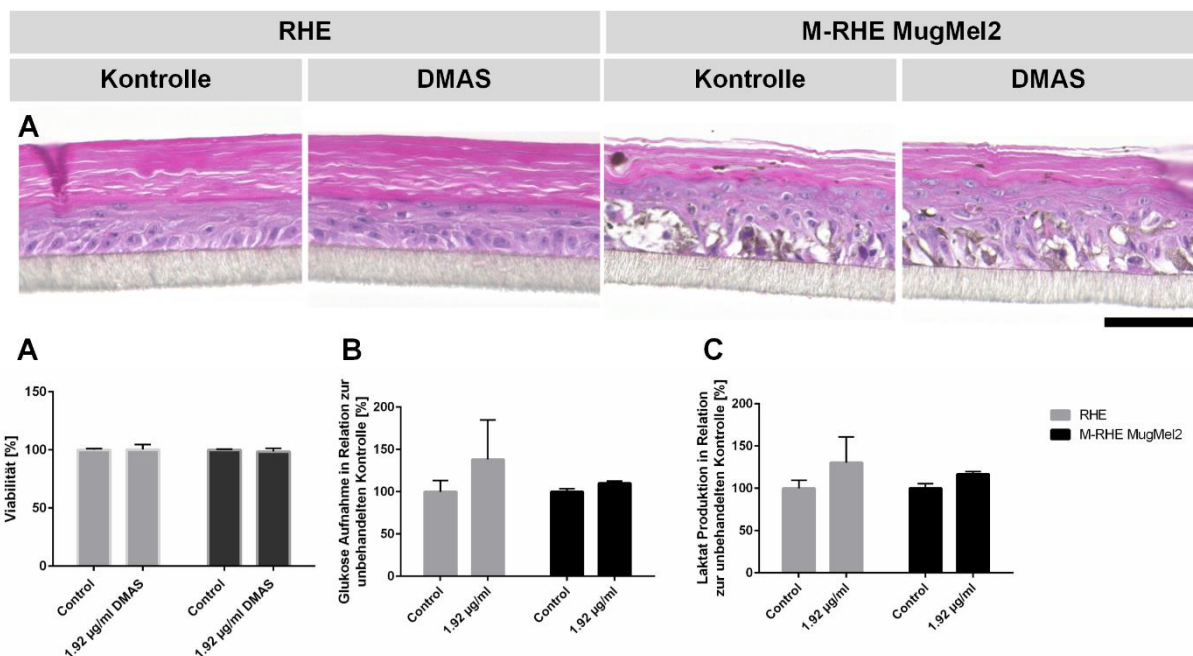 RHE
M-RHE MugMel2
Kontrolle
DMAS
Kontrolle
DMAS
A
A
Viabilität [%]
150
100
50
0
Control
1.92 µg/ml DMAS
Control
1.92 µg/ml DMAS
B
Glukose Aufnahme in Relation zur
unbehandelten Kontrolle [%]
200
150
100
50
0
Control
1.92 µg/ml
Control
1.92 µg/ml
C
Laktat Produktion in Relation
zur unbehandelten Kontrolle [%]
200
150
100
50
0
Control
1.92 µg/ml
Control
1.92 µg/ml
RHE
M-RHE MugMel2